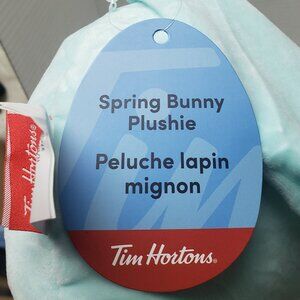 Spring Bunny
Plushie
Peluche lapin
mignon
Tim Hortons®
Tim Hortons